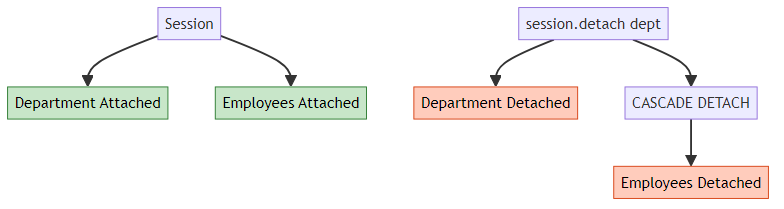 Session
session.detach dept
Department Attached
Employees Attached
Department Detached
CASCADE DETACH
Employees Detached